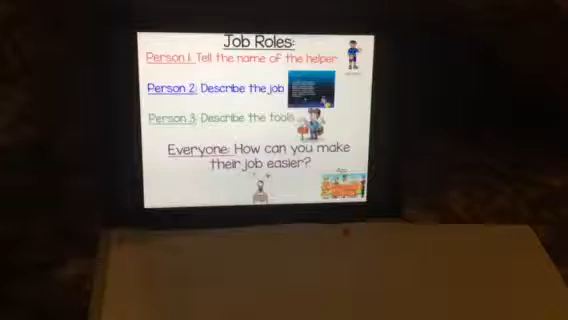 Job Roles:
Person 1: Tell the name of the helper
Person 2: Describe the job
Person 3: Describe the tools
Everyone: How can you make
their job easier?